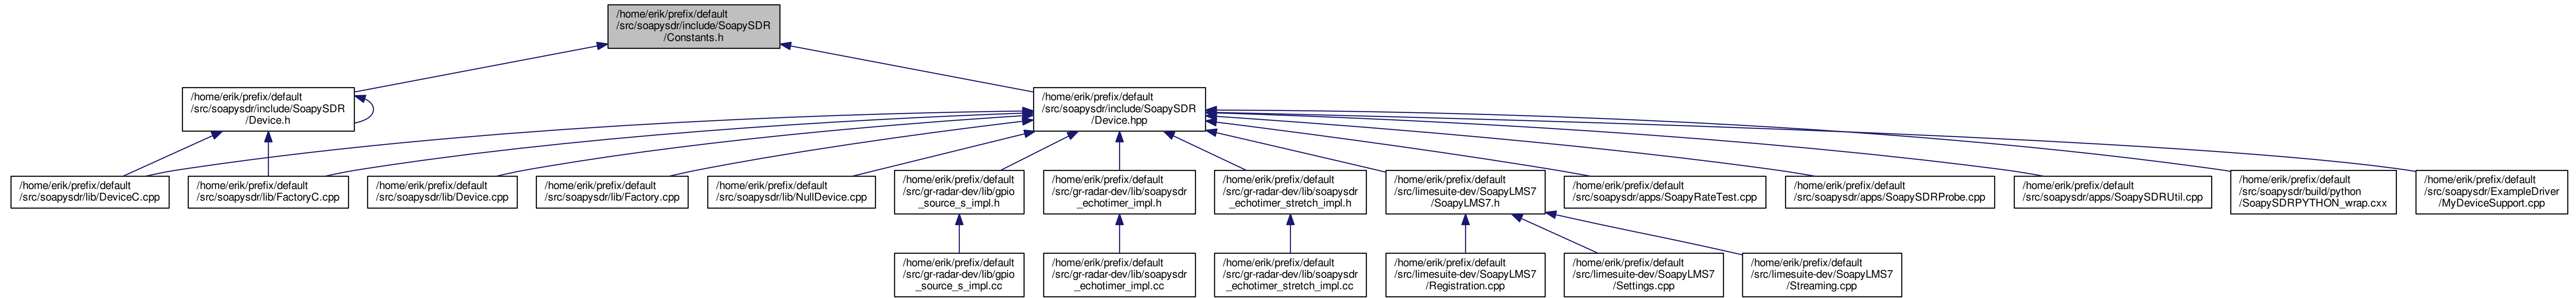 /home/erik/prefix/default
/src/soapysdr/include/SoapySDR
/Constants.h
/home/erik/prefix/default
/src/soapysdr/include/SoapySDR
/Device.h
/home/erik/prefix/default
/src/soapysdr/include/SoapySDR
/Device.hpp
/home/erik/prefix/default
/src/soapysdr/lib/DeviceC.cpp
/home/erik/prefix/default
/src/soapysdr/lib/FactoryC.cpp
/home/erik/prefix/default
/src/soapysdr/lib/Device.cpp
/home/erik/prefix/default
/src/soapysdr/lib/Factory.cpp
/home/erik/prefix/default
/src/soapysdr/lib/NullDevice.cpp
/home/erik/prefix/default
/src/gr-radar-dev/lib/gpio
_source_s_impl.h
/home/erik/prefix/default
/src/gr-radar-dev/lib/soapysdr
_echotimer_impl.h
/home/erik/prefix/default
/src/gr-radar-dev/lib/soapysdr
_echotimer_stretch_impl.h
/home/erik/prefix/default
/src/limesuite-dev/SoapyLMS7
/SoapyLMS7.h
/home/erik/prefix/default
/src/soapysdr/apps/SoapyRateTest.cpp
/home/erik/prefix/default
/src/soapysdr/apps/SoapySDRProbe.cpp
/home/erik/prefix/default
/src/soapysdr/apps/SoapySDRUtil.cpp
/home/erik/prefix/default
/src/soapysdr/build/python
/SoapySDRPYTHON_wrap.cxx
/home/erik/prefix/default
/src/soapysdr/ExampleDriver
/MyDeviceSupport.cpp
/home/erik/prefix/default
/src/gr-radar-dev/lib/gpio
_source_s_impl.cc
/home/erik/prefix/default
/src/gr-radar-dev/lib/soapysdr
_echotimer_impl.cc
/home/erik/prefix/default
/src/gr-radar-dev/lib/soapysdr
_echotimer_stretch_impl.cc
/home/erik/prefix/default
/src/limesuite-dev/SoapyLMS7
/Registration.cpp
/home/erik/prefix/default
/src/limesuite-dev/SoapyLMS7
/Settings.cpp
/home/erik/prefix/default
/src/limesuite-dev/SoapyLMS7
/Streaming.cpp